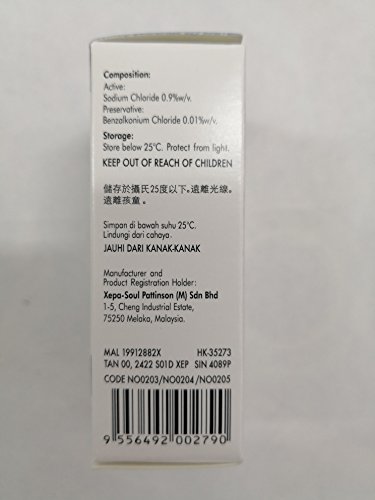 Composition:
Active:
Sodium Chloride 0.9%w/v.
Preservative:
Benzalkonium Chloride 0.01%w/v.
Storage:
Store below 25°C. Protect from light.
KEEP OUT OF REACH OF CHILDREN
儲存於攝氏25度以下。遠離光線。
遠離孩童。
Simpan di bawah suhu 25°C.
Lindungi dari cahaya.
JAUHI DARI KANAK-KANAK
Manufacturer and
Product Registration Holder:
Xepa-Soul Pattinson (M) Sdn Bhd
1-5, Cheng Industrial Estate,
75250 Melaka, Malaysia.
MAL 19912882X HK-35273
TAN 00, 2422 S01D XEP SIN 4089P
CODE NO0203/NO0204/NO0205
9 556492 002790